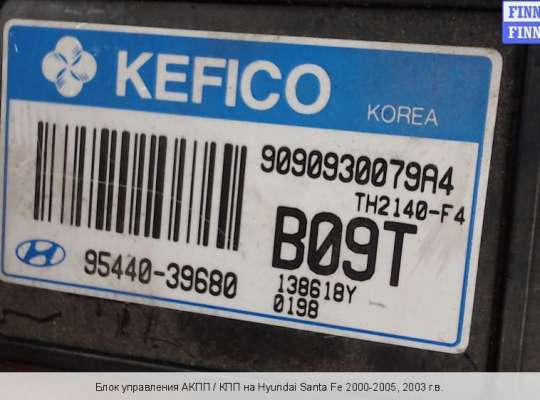 FINN
FINN
KEFICO
KOREA
9090930079A4
TH2140-F4
B09T
95440-39680
138618Y
0198
Блок управления АКПП / КПП на Hyundai Santa Fe 2000-2005, 2003 г.в.